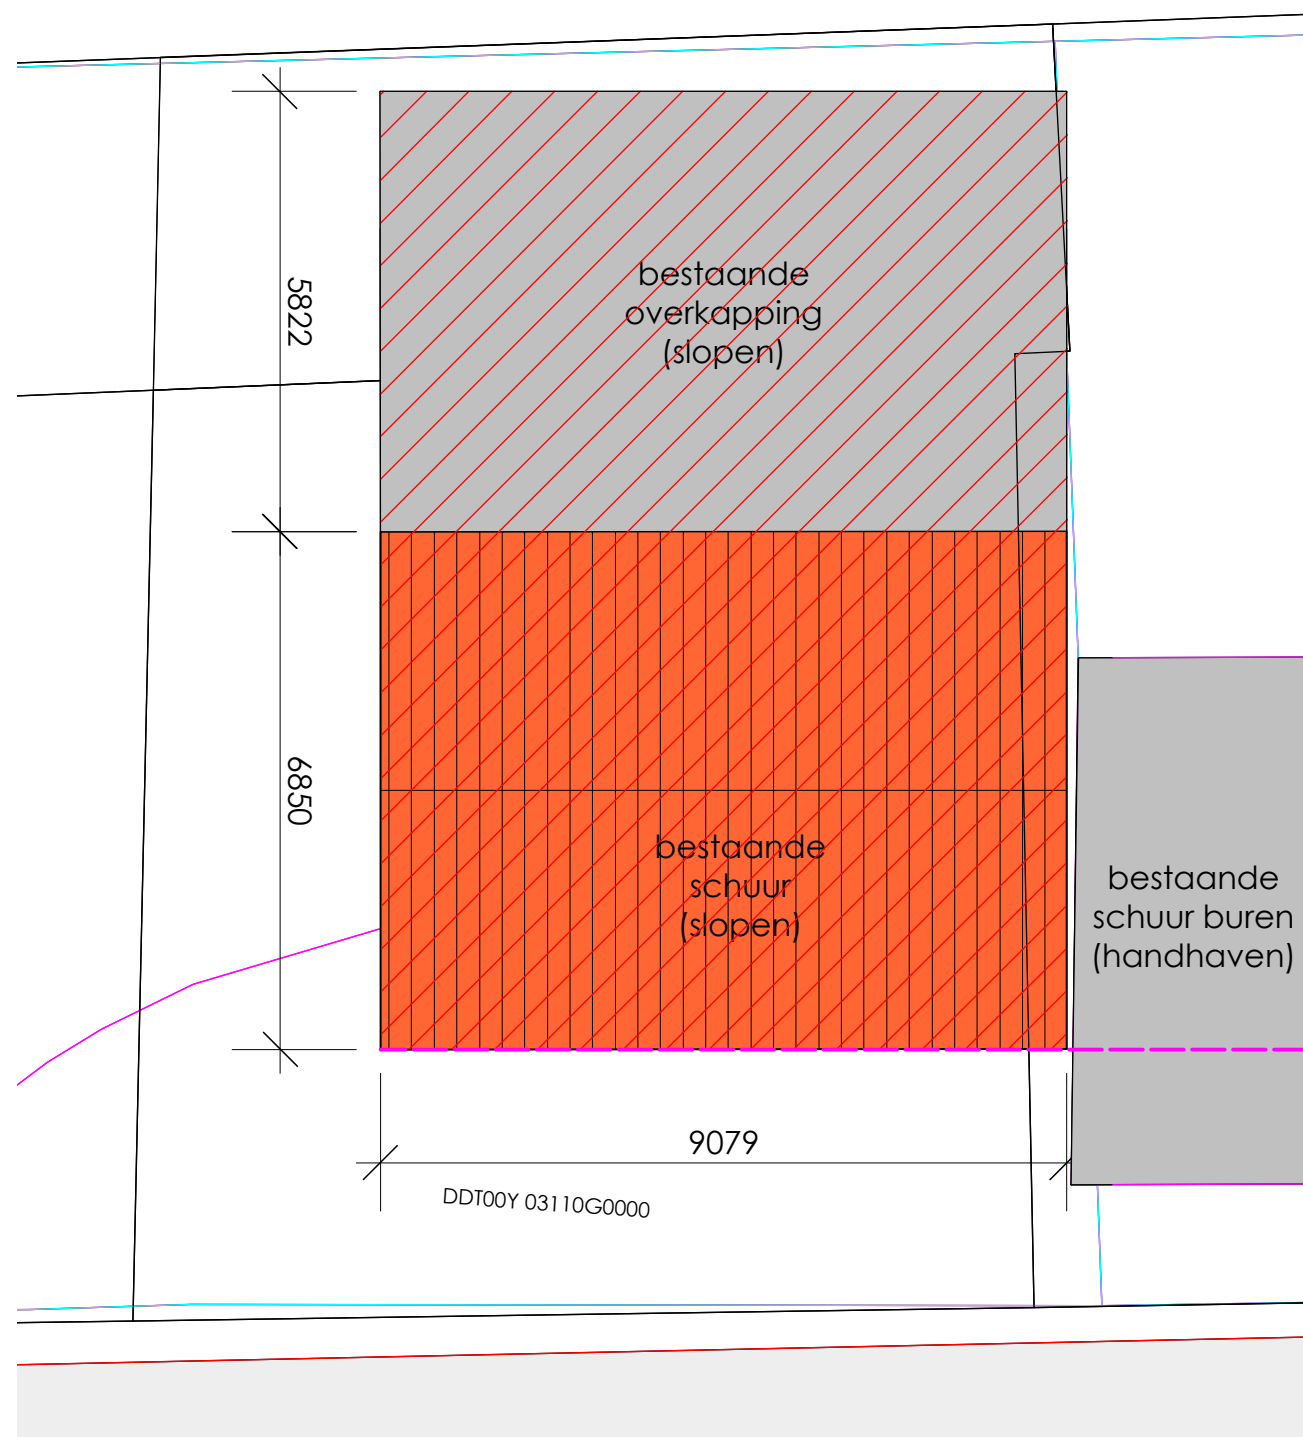 bestaande
overkapping
(slopen)
5822
6850
bestaande
schuur
(slopen)
bestaande
schuur buren
(handhaven)
9079
DDT00Y 03110G0000